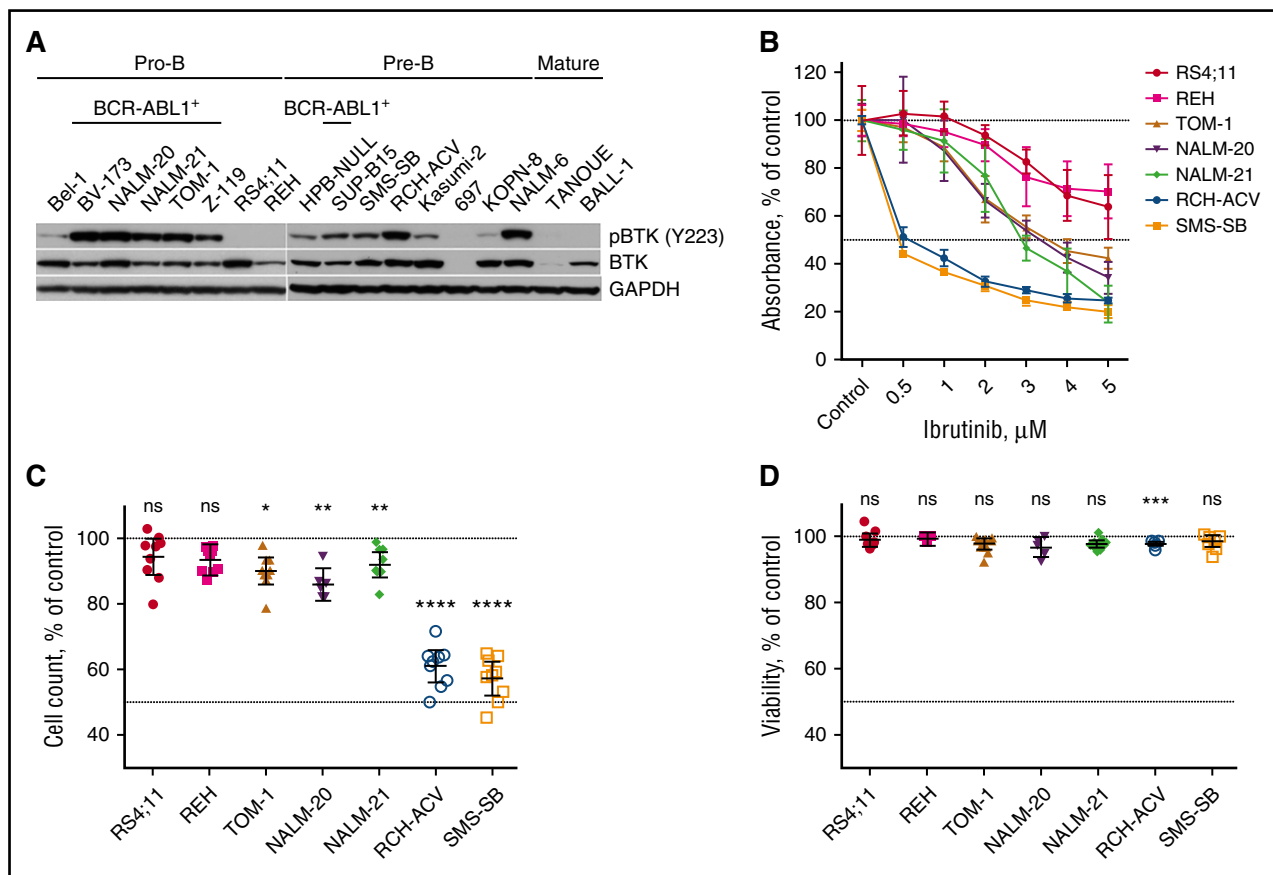 A
Pro-B Pre-B Mature
BCR-ABL1+ BCR-ABL1+
Bel-1 BV-173 NALM-20 NALM-21 TOM-1 Z-119 RS4;11 REH HPB-NULL SUP-B15 SMS-SB RCH-ACV Kasumi-2 697 KOPN-8 NALM-6 TANOUE BALL-1
pBTK (Y223)
BTK
GAPDH
B
Absorbance, % of control
120
100
80
60
40
20
0
Control 0.5 1 2 3 4 5
Ibrutinib, μM
RS4;11
REH
TOM-1
NALM-20
NALM-21
RCH-ACV
SMS-SB
C
Cell count, % of control
ns ns * ** ** **** ****
100
80
60
40
RS4;11 REH TOM-1 NALM-20 NALM-21 RCH-ACV SMS-SB
D
Viability, % of control
ns ns ns ns ns *** ns
100
80
60
40
RS4;11 REH TOM-1 NALM-20 NALM-21 RCH-ACV SMS-SB